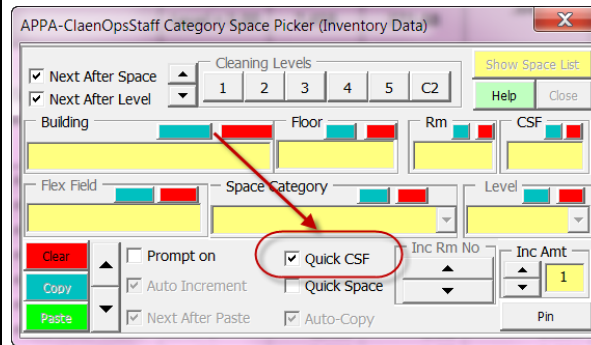 APPA-ClaenOpsStaff Category Space Picker (Inventory Data)
X
Next After Space
Next After Level
Cleaning Levels
1 2 3 4 5 C2
Show Space List
Help Close
Building Floor Rm CSF
Flex Field Space Category Level
Clear
Copy
Paste
Prompt on
Auto Increment
Next After Paste
Quick CSF
Quick Space
Auto-Copy
Inc Rm No
Inc Amt
1
Pin